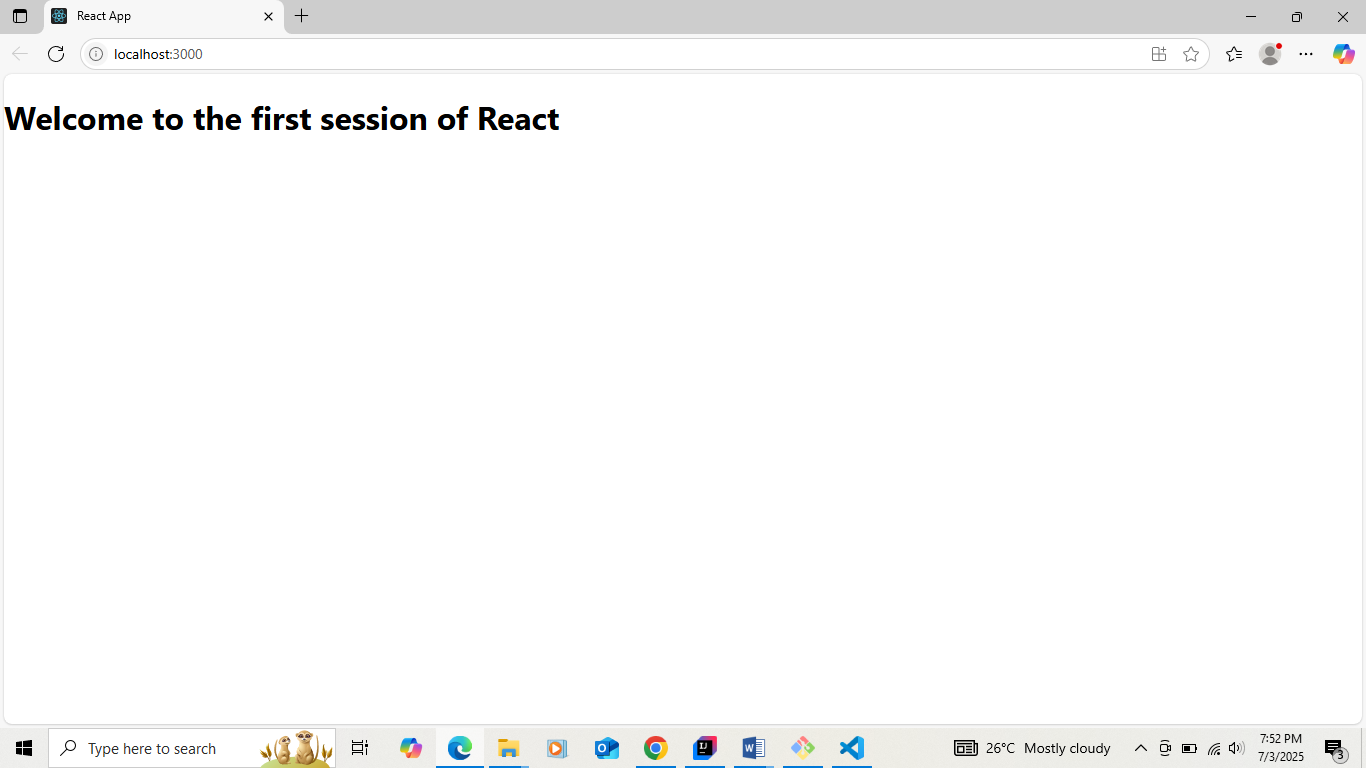 React App
localhost:3000
Welcome to the first session of React
Type here to search
26°C Mostly cloudy
7:52 PM
7/3/2025
3